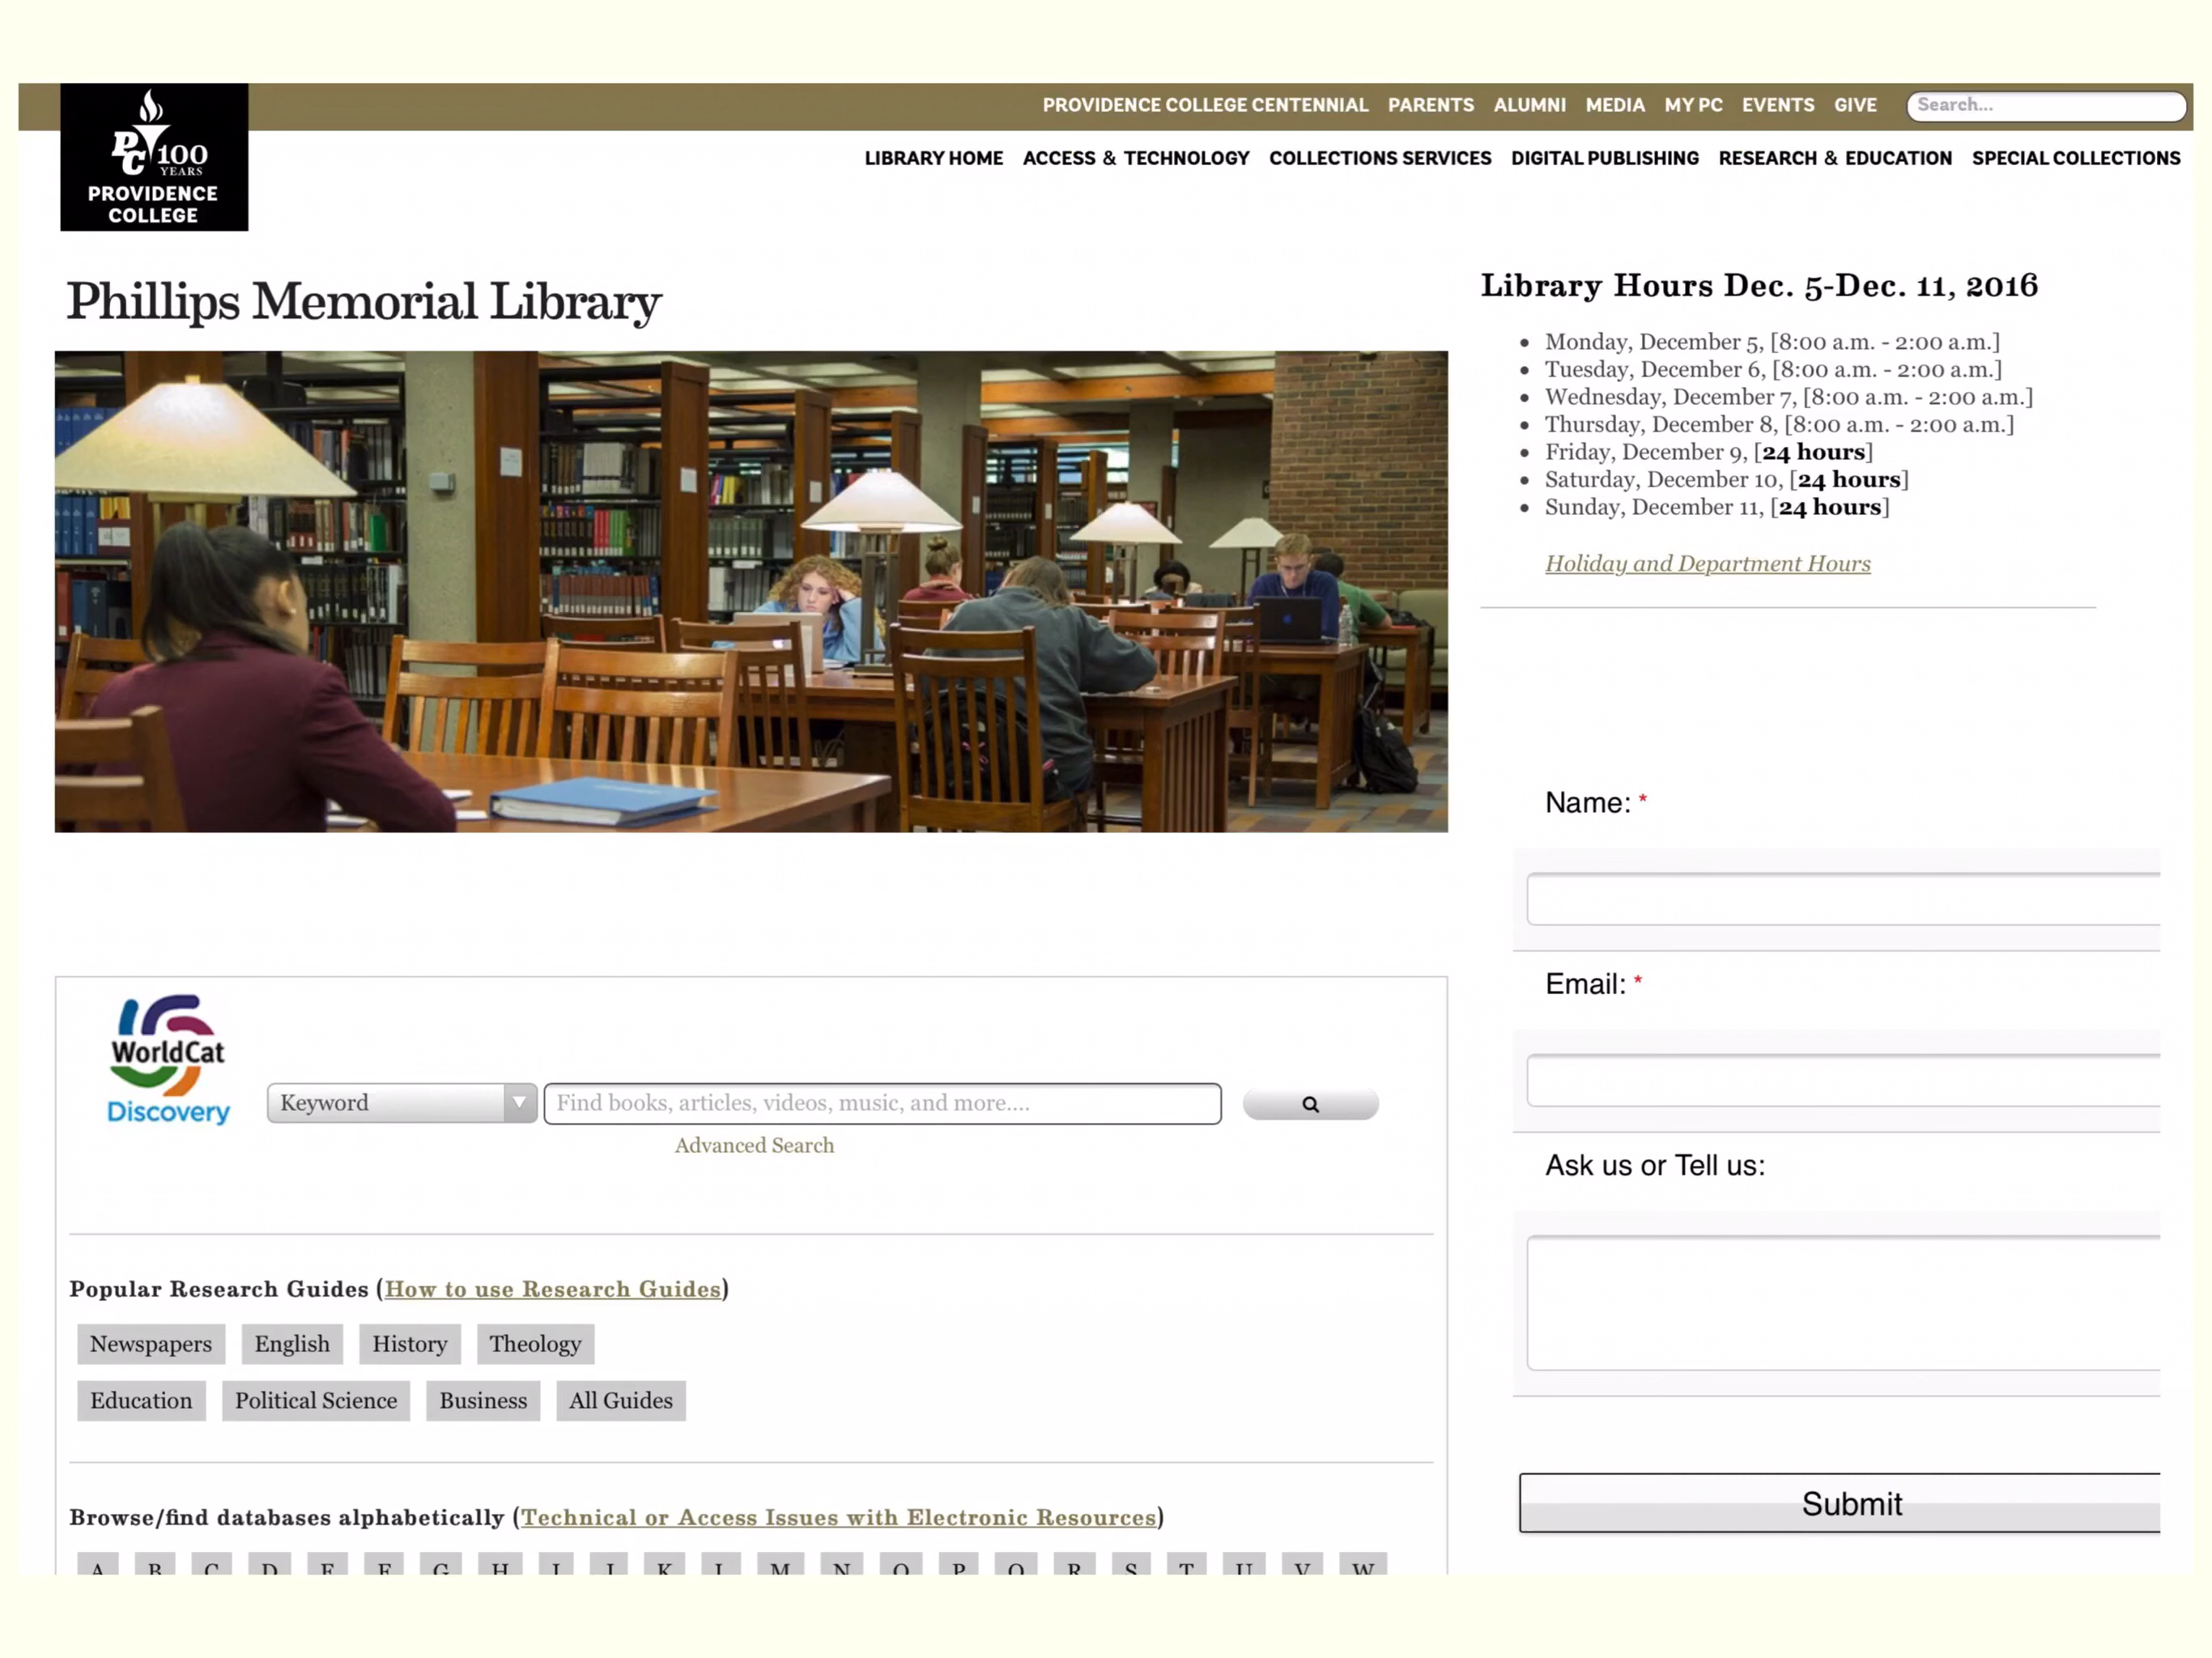 PROVIDENCE COLLEGE CENTENNIAL PARENTS ALUMNI MEDIA MY PC EVENTS GIVE Search...
PC 100
YEARS
PROVIDENCE
COLLEGE
LIBRARY HOME ACCESS & TECHNOLOGY COLLECTIONS SERVICES DIGITAL PUBLISHING RESEARCH & EDUCATION SPECIAL COLLECTIONS
Phillips Memorial Library
Library Hours Dec. 5-Dec. 11, 2016
• Monday, December 5, [8:00 a.m. - 2:00 a.m.]
• Tuesday, December 6, [8:00 a.m. - 2:00 a.m.]
• Wednesday, December 7, [8:00 a.m. - 2:00 a.m.]
• Thursday, December 8, [8:00 a.m. - 2:00 a.m.]
• Friday, December 9, [24 hours]
• Saturday, December 10, [24 hours]
• Sunday, December 11, [24 hours]
Holiday and Department Hours
Name: *
Email: *
Ask us or Tell us:
Submit
WorldCat
Discovery
Keyword Find books, articles, videos, music, and more....
Advanced Search
Popular Research Guides (How to use Research Guides)
Newspapers English History Theology
Education Political Science Business All Guides
Browse/find databases alphabetically (Technical or Access Issues with Electronic Resources)
A B C D E F G H I J K L M N O P Q R S T U V W